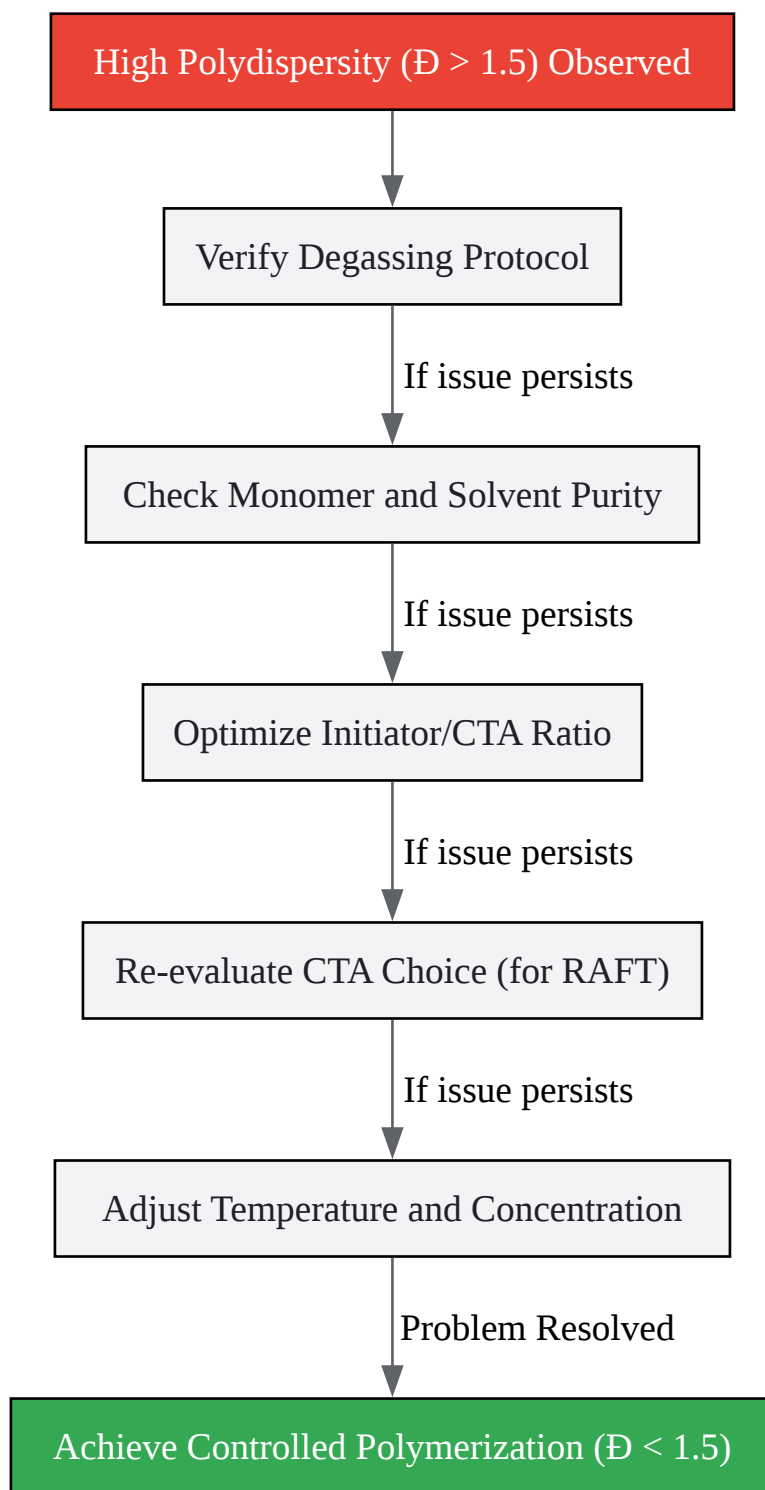 High Polydispersity (Đ > 1.5) Observed
Verify Degassing Protocol
If issue persists
Check Monomer and Solvent Purity
If issue persists
Optimize Initiator/CTA Ratio
If issue persists
Re-evaluate CTA Choice (for RAFT)
If issue persists
Adjust Temperature and Concentration
Problem Resolved
Achieve Controlled Polymerization (Đ < 1.5)